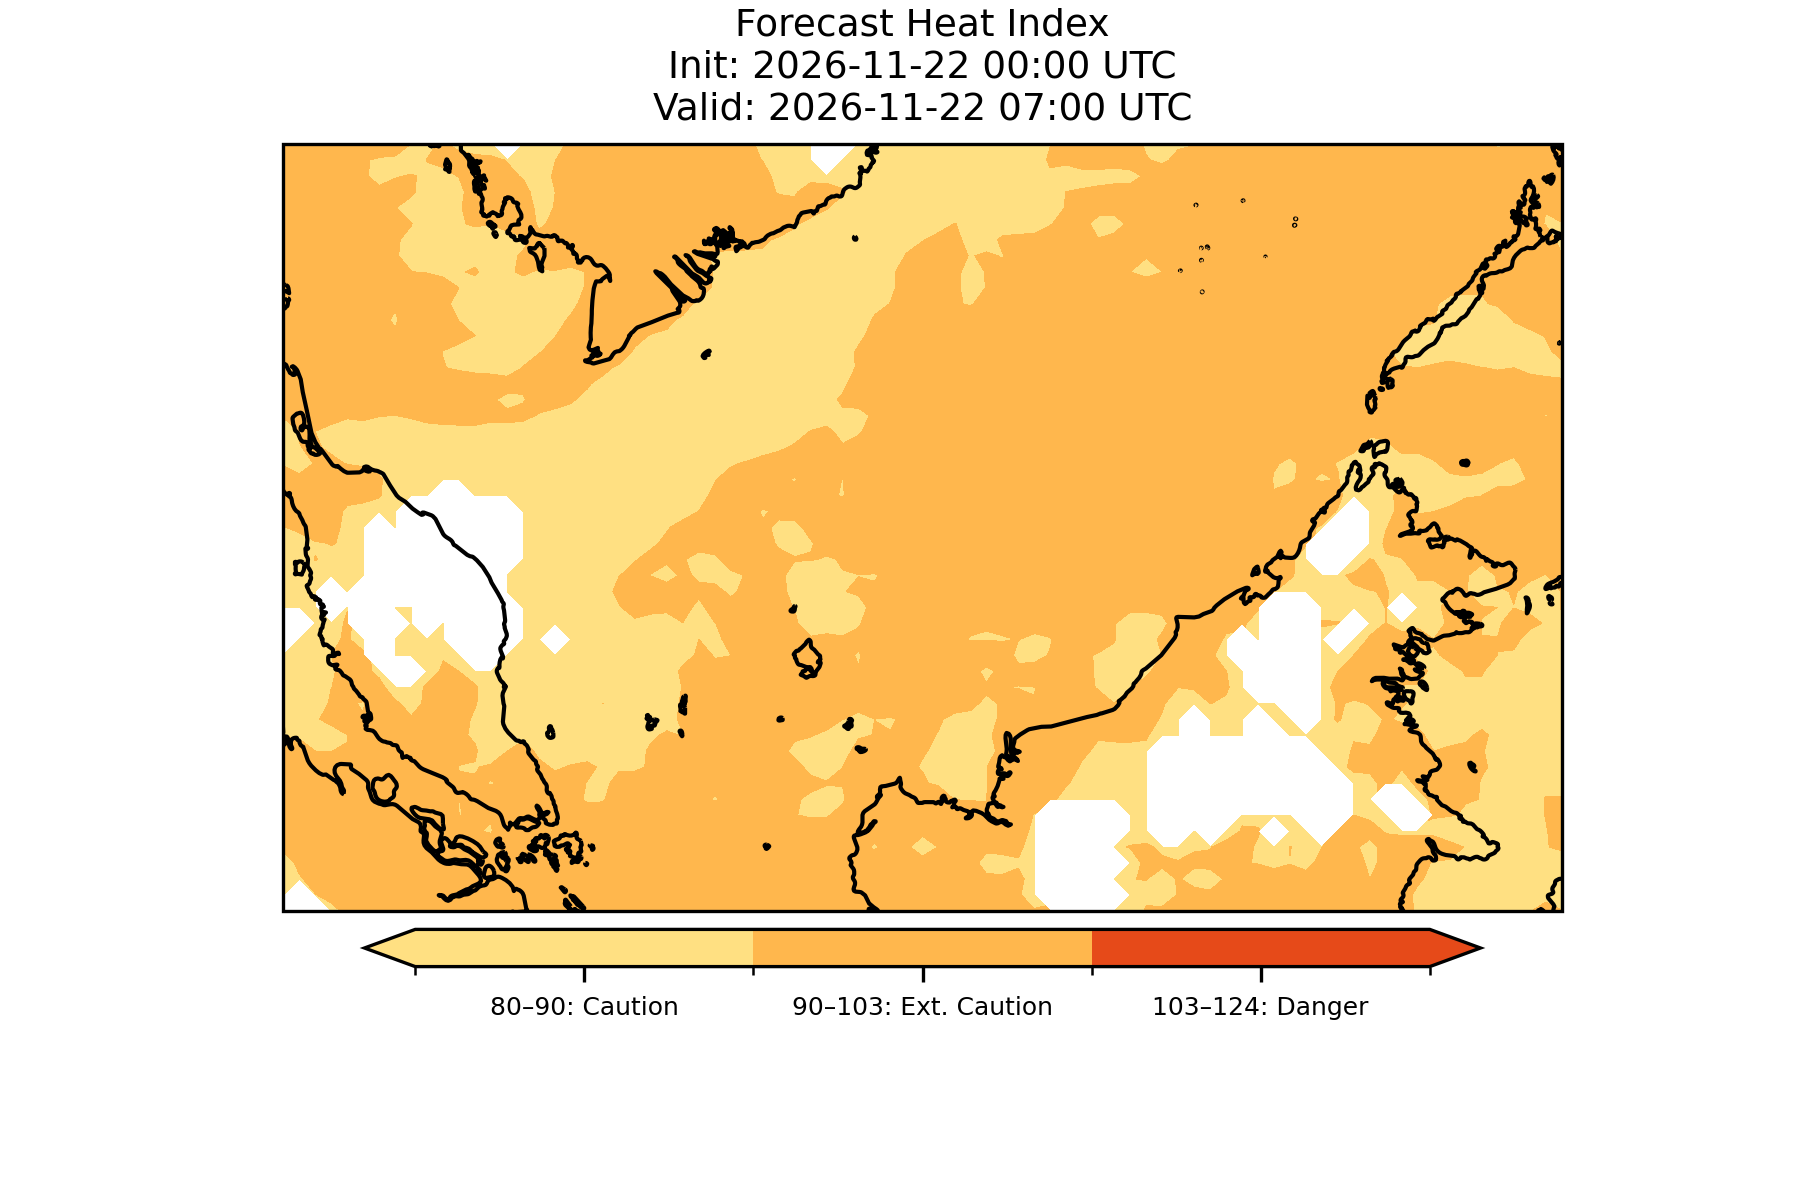 Forecast Heat Index
Init: 2026-11-22 00:00 UTC
Valid: 2026-11-22 07:00 UTC
80–90: Caution
90–103: Ext. Caution
103–124: Danger